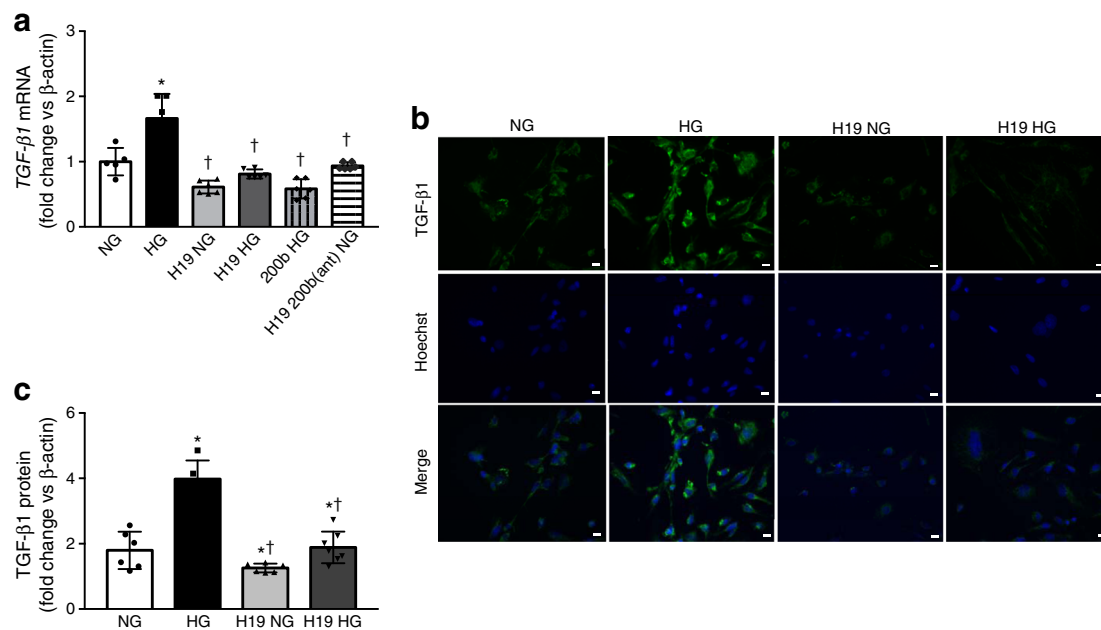 a
TGF-β1 mRNA
(fold change vs β-actin)
3
2
1
0
*
†
†
†
†
NG
HG
H19 NG
H19 HG
200b HG
H19 200b(ant) NG
b
NG
HG
H19 NG
H19 HG
TGF-β1
Hoechst
Merge
c
TGF-β1 protein
(fold change vs β-actin)
6
4
2
0
*
*†
*†
NG
HG
H19 NG
H19 HG